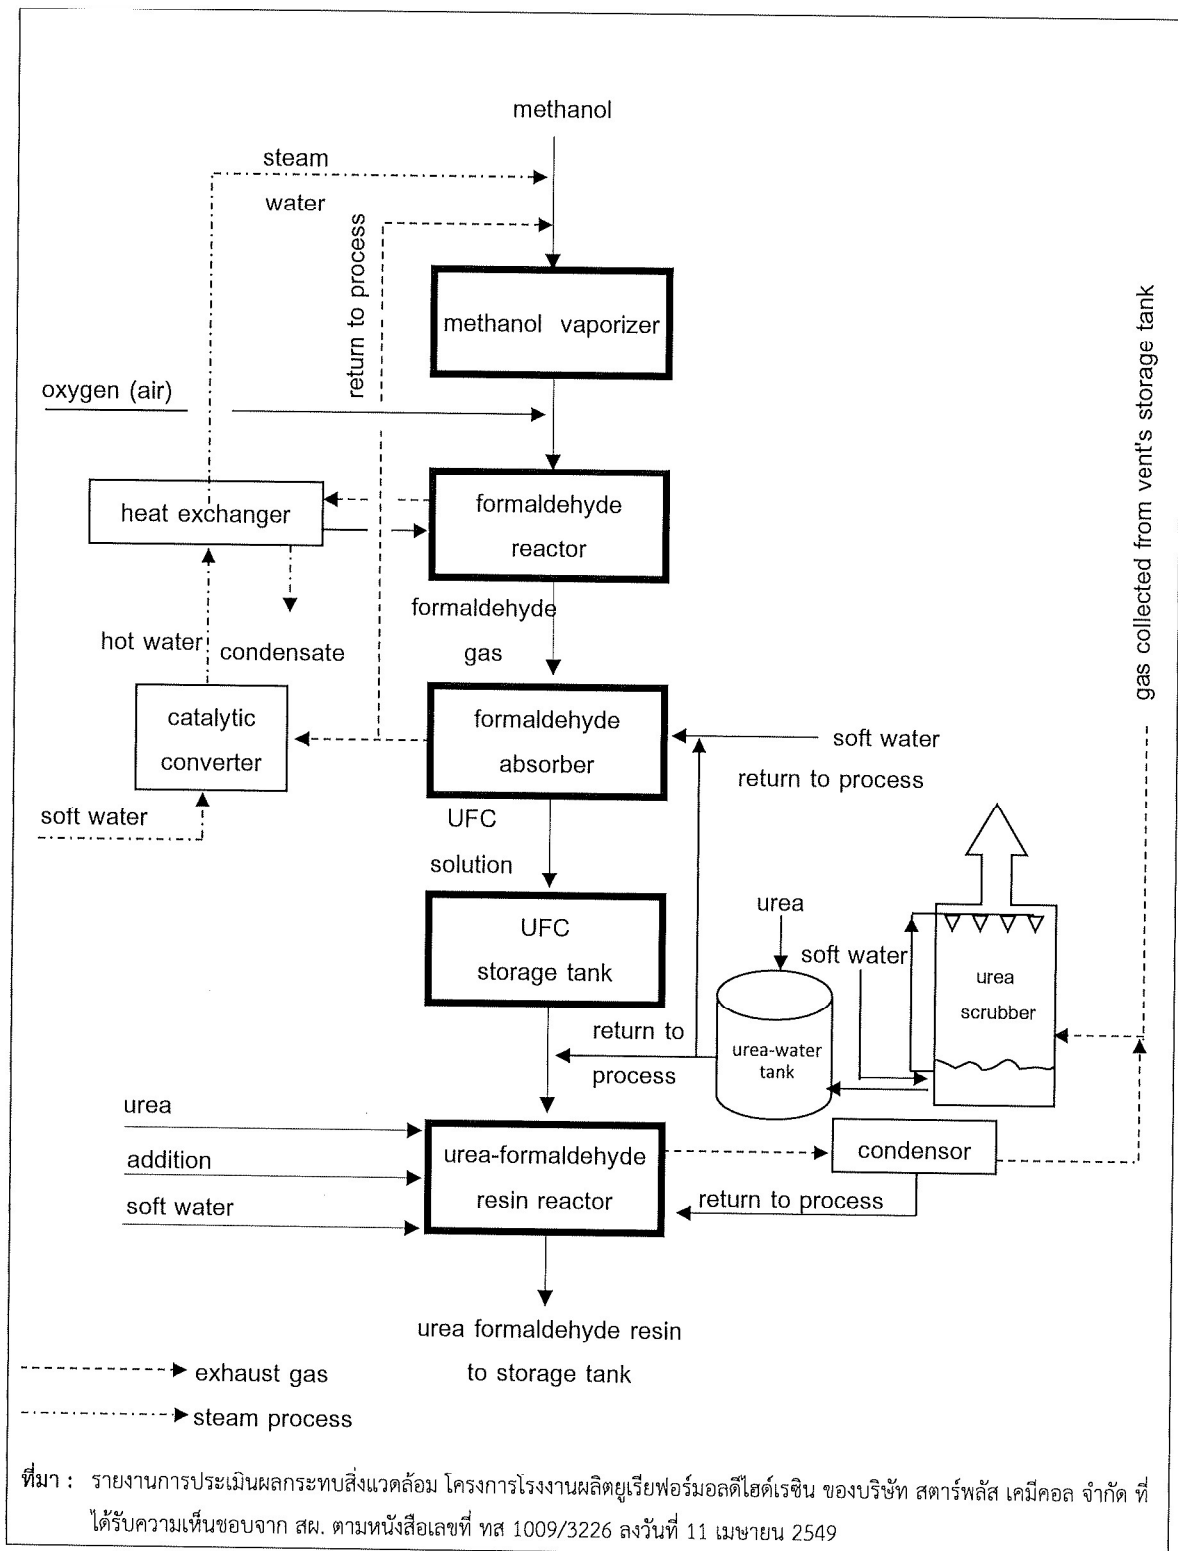 methanol
steam
water
return to process
methanol vaporizer
oxygen (air)
gas collected from vent's storage tank
heat exchanger
formaldehyde
reactor
formaldehyde
gas
hot water
condensate
catalytic
converter
formaldehyde
absorber
soft water
return to process
soft water
UFC
solution
UFC
storage tank
urea
soft water
urea
scrubber
return to
process
urea-water
tank
urea
addition
soft water
urea-formaldehyde
resin reactor
condensor
return to process
urea formaldehyde resin
to storage tank
exhaust gas
steam process
ที่มา : รายงานการประเมินผลกระทบสิ่งแวดล้อม โครงการโรงงานผลิตยูเรียฟอร์มอลดีไฮด์เรซิน ของบริษัท สตาร์พลัส เคมีคอล จำกัด ที่
ได้รับความเห็นชอบจาก สผ. ตามหนังสือเลขที่ ทส 1009/3226 ลงวันที่ 11 เมษายน 2549